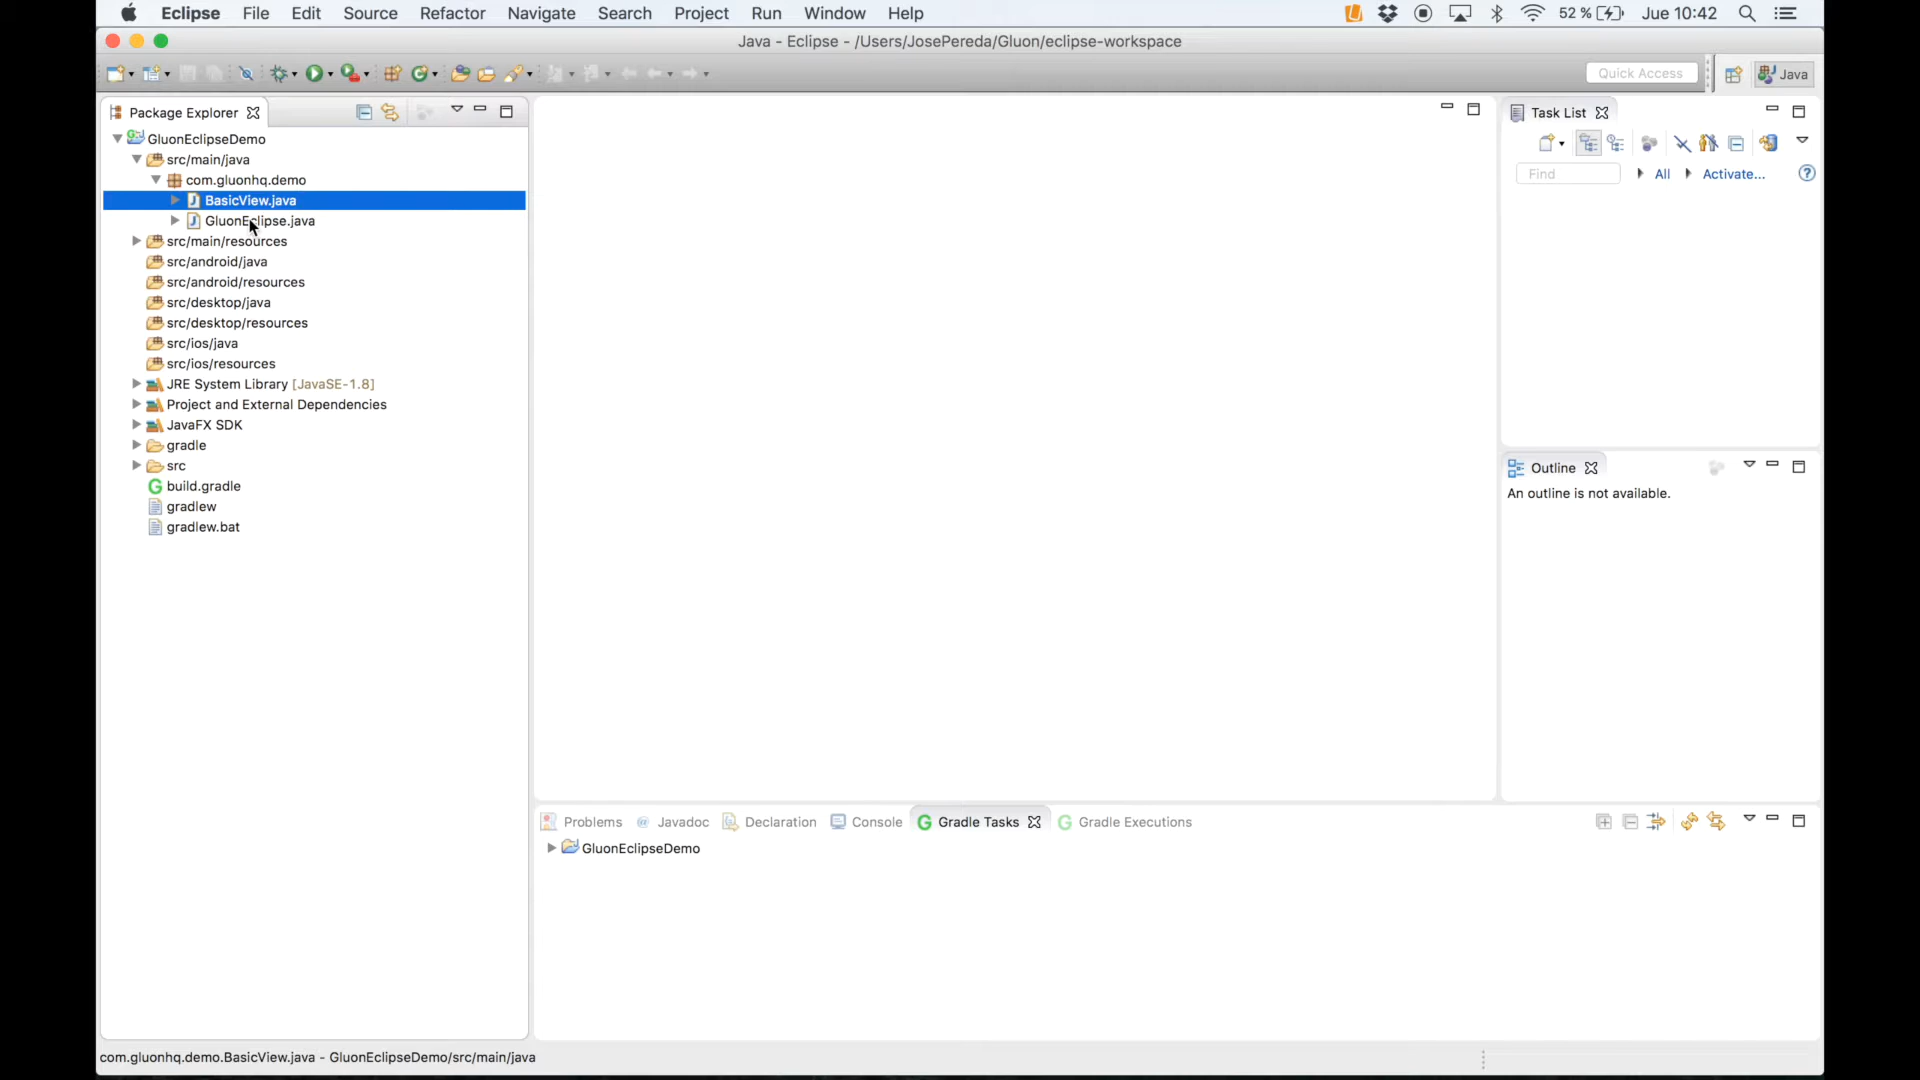 Eclipse File Edit Source Refactor Navigate Search Project Run Window Help 52 % Jue 10:42
Java - Eclipse - /Users/JosePereda/Gluon/eclipse-workspace
Quick Access Java
Package Explorer
GluonEclipseDemo
src/main/java
com.gluonhq.demo
BasicView.java
GluonEclipse.java
src/main/resources
src/android/java
src/android/resources
src/desktop/java
src/desktop/resources
src/ios/java
src/ios/resources
JRE System Library [JavaSE-1.8]
Project and External Dependencies
JavaFX SDK
gradle
src
build.gradle
gradlew
gradlew.bat
Task List
Find All Activate...
Outline
An outline is not available.
Problems Javadoc Declaration Console Gradle Tasks Gradle Executions
GluonEclipseDemo
com.gluonhq.demo.BasicView.java - GluonEclipseDemo/src/main/java